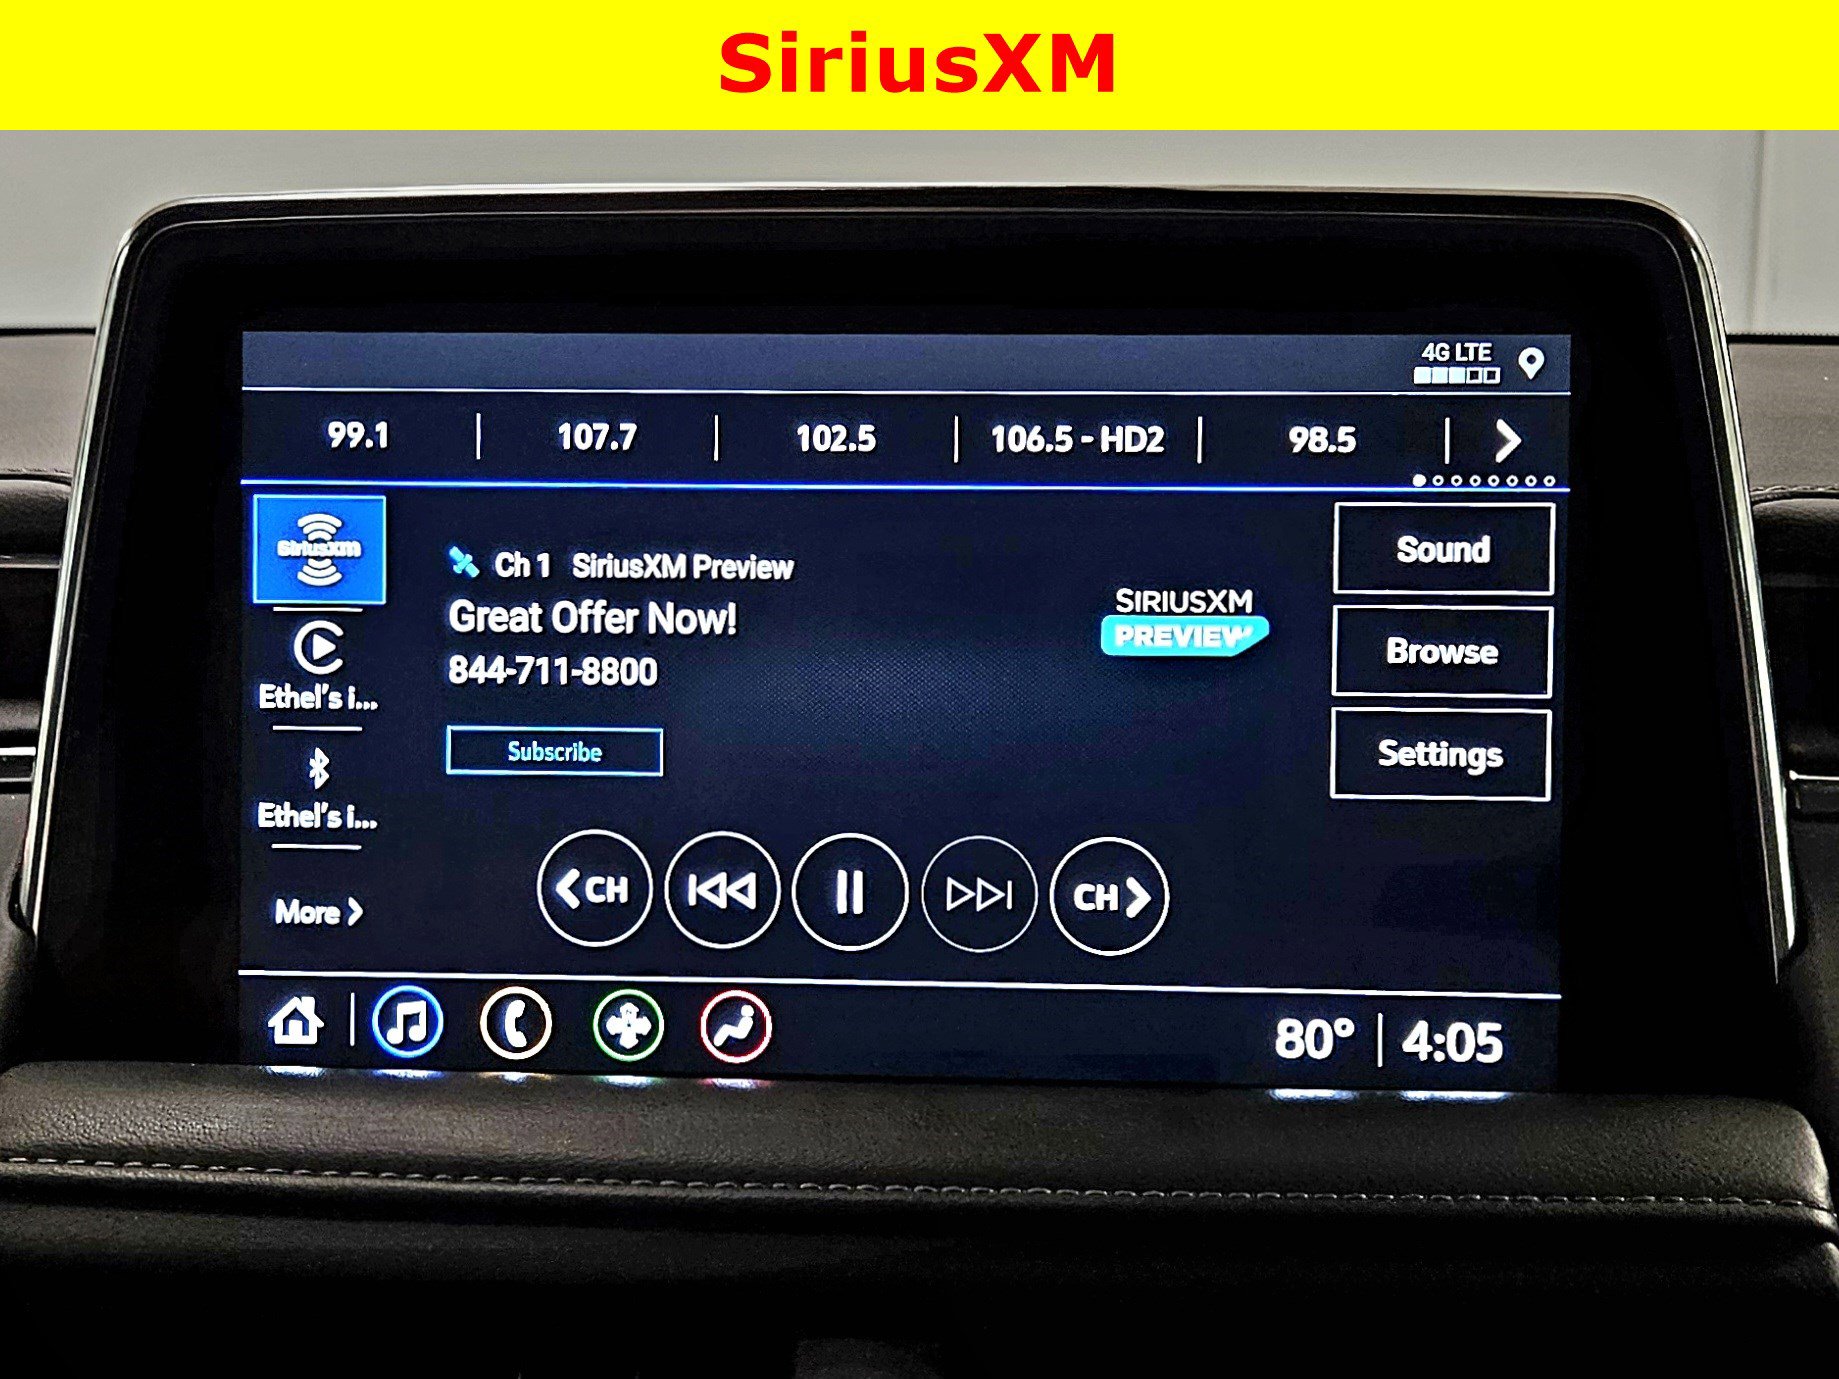 SiriusXM
4G LTE
99.1 107.7 102.5 106.5 - HD2 98.5
SiriusXM
Ch 1 SiriusXM Preview
Great Offer Now!
844-711-8800
Subscribe
SIRIUSXM
PREVIEW
Sound
Browse
Settings
Ethel's i...
Ethel's i...
More
CH
CH
80° 4:05